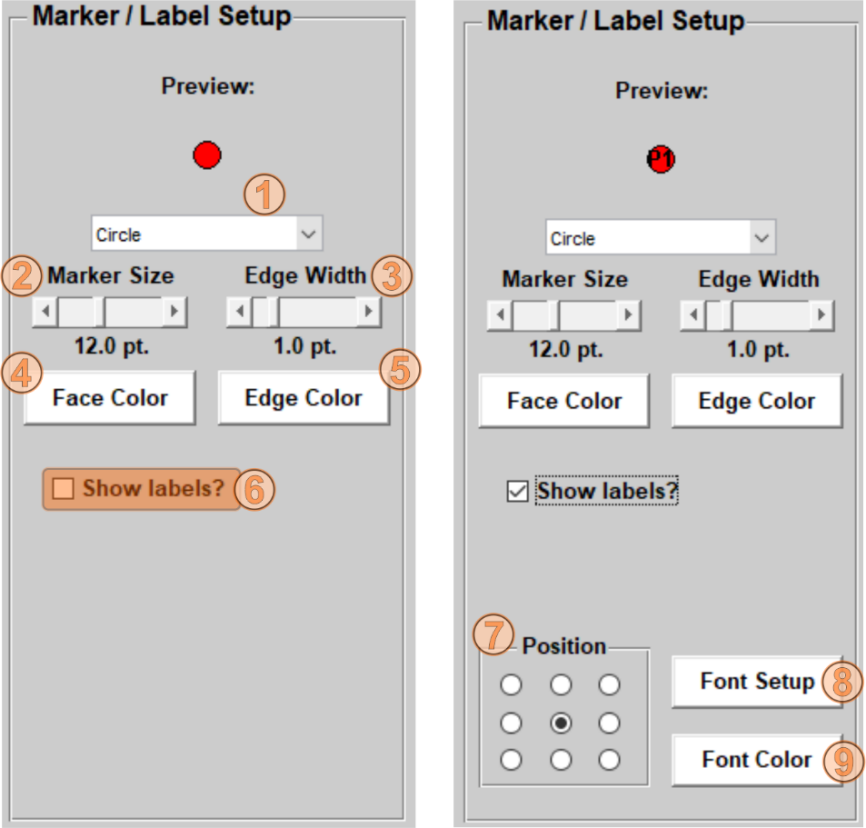 Marker / Label Setup
Preview:
1
Circle
2 Marker Size Edge Width 3
12.0 pt. 1.0 pt.
4 5
Face Color Edge Color
Show labels? 6
Marker / Label Setup
Preview:
P1
Circle
Marker Size Edge Width
12.0 pt. 1.0 pt.
Face Color Edge Color
Show labels?
7
Position
Font Setup 8
Font Color 9